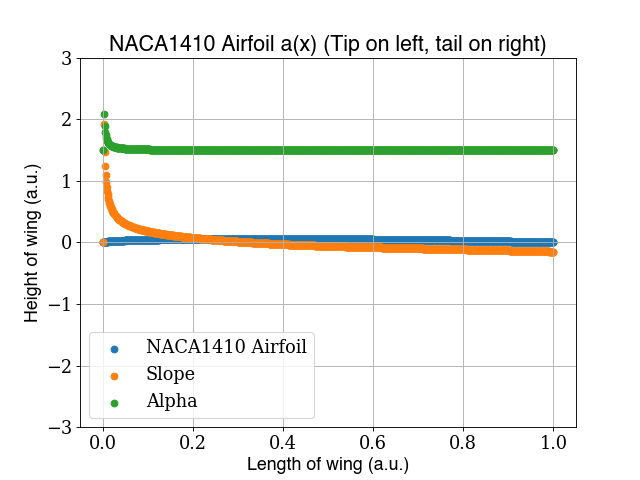 NACA1410 Airfoil a(x) (Tip on left, tail on right)
3
2
1
0
−1
−2
−3
Height of wing (a.u.)
NACA1410 Airfoil
Slope
Alpha
0.0 0.2 0.4 0.6 0.8 1.0
Length of wing (a.u.)